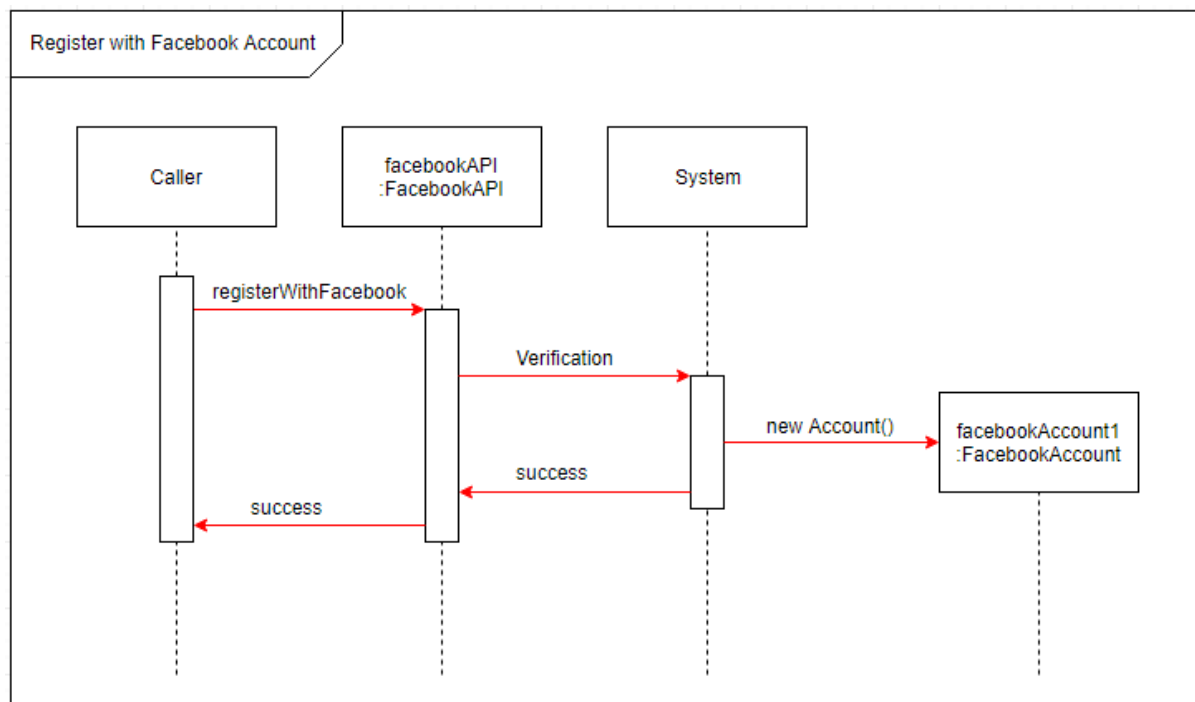 Register with Facebook Account
Caller
facebookAPI
:FacebookAPI
System
registerWithFacebook
Verification
new Account()
facebookAccount1
:FacebookAccount
success
success